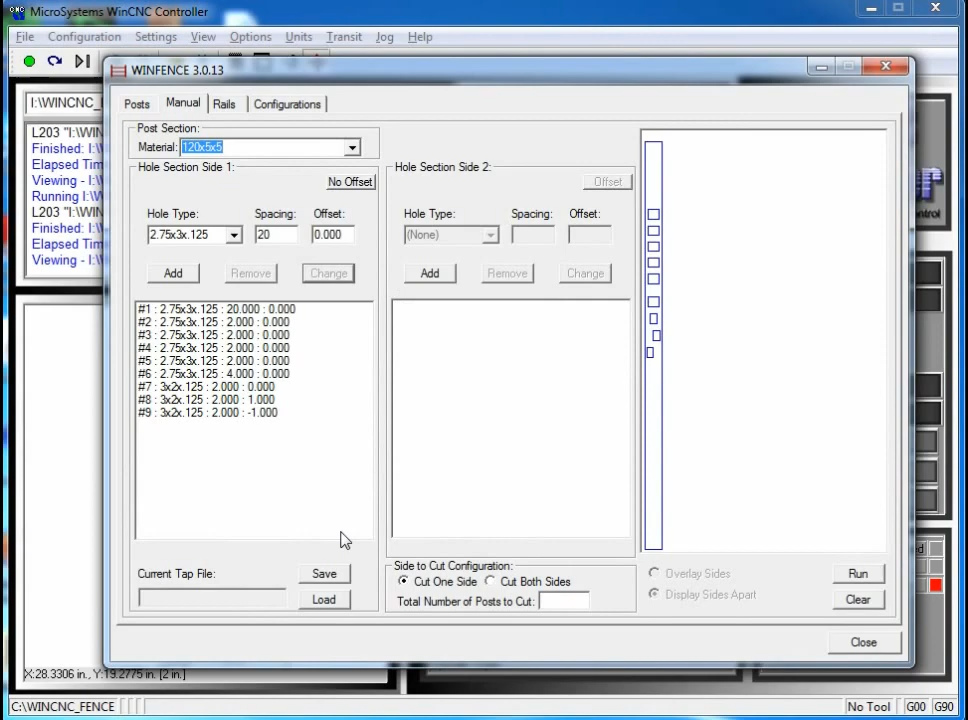 MicroSystems WinCNC Controller
File Configuration Settings View Options Units Transit Jog Help
WINFENCE 3.0.13
Posts Manual Rails Configurations
I:\WINCNC_
L203 "I:\WIN
Finished: I:\W
Elapsed Tim
Viewing - I:\W
Running I:\W
L203 "I:\WIN
Finished: I:\W
Elapsed Tim
Viewing - I:\W
Post Section:
Material: 120x5x5
Hole Section Side 1:
No Offset
Hole Type: Spacing: Offset:
2.75x3x.125 20 0.000
Add Remove Change
#1 : 2.75x3x.125 : 20.000 : 0.000
#2 : 2.75x3x.125 : 2.000 : 0.000
#3 : 2.75x3x.125 : 2.000 : 0.000
#4 : 2.75x3x.125 : 2.000 : 0.000
#5 : 2.75x3x.125 : 2.000 : 0.000
#6 : 2.75x3x.125 : 4.000 : 0.000
#7 : 3x2x.125 : 2.000 : 0.000
#8 : 3x2x.125 : 2.000 : 1.000
#9 : 3x2x.125 : 2.000 : -1.000
Current Tap File: Save
Load
Hole Section Side 2:
Offset
Hole Type: Spacing: Offset:
(None)
Add Remove Change
Side to Cut Configuration:
Cut One Side Cut Both Sides
Total Number of Posts to Cut:
Overlay Sides Run
Display Sides Apart Clear
Close
ntrol
ed
X:28.3306 in., Y:19.2775 in. [2 in.]
C:\WINCNC_FENCE No Tool G00 G90